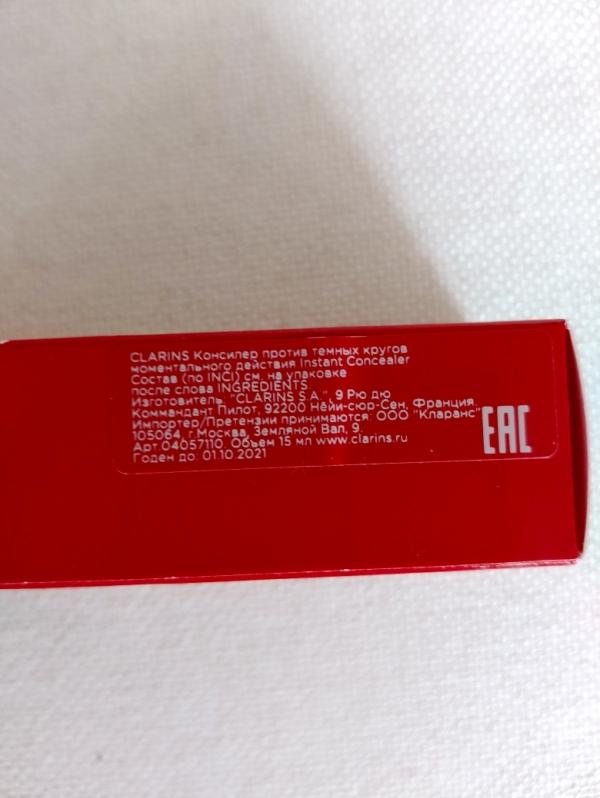 CLARINS Консилер против темных кругов
моментального действия Instant Concealer
Состав (по INCI) см. на упаковке
после слова INGREDIENTS
Изготовитель: "CLARINS S.A.", 9 Рю дю
Коммандант Пилот, 92200 Нёйи-сюр-Сен, Франция.
Импортер/Претензии принимаются: ООО "Кларанс"
105064, г.Москва, Земляной Вал, 9.
Арт 04057110 Объем 15 мл www.clarins.ru
Годен до: 01.10.2021
EAC